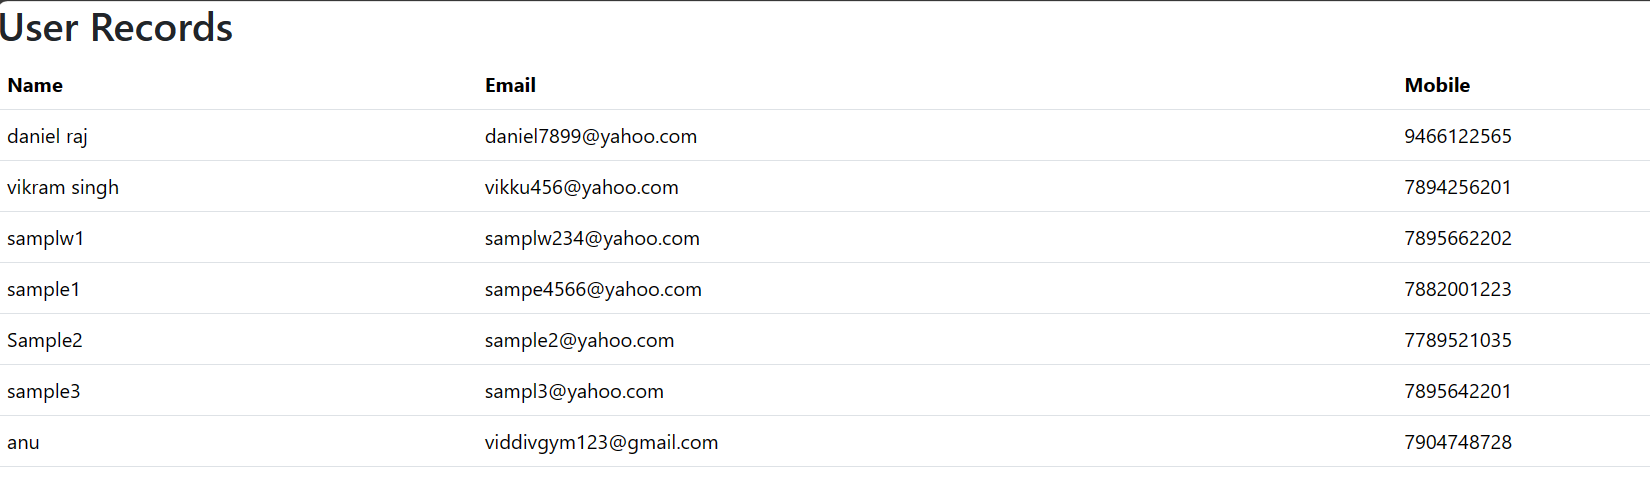 User Records
Name Email Mobile
daniel raj daniel7899@yahoo.com 9466122565
vikram singh vikku456@yahoo.com 7894256201
samplw1 samplw234@yahoo.com 7895662202
sample1 sampe4566@yahoo.com 7882001223
Sample2 sample2@yahoo.com 7789521035
sample3 sampl3@yahoo.com 7895642201
anu viddivgym123@gmail.com 7904748728